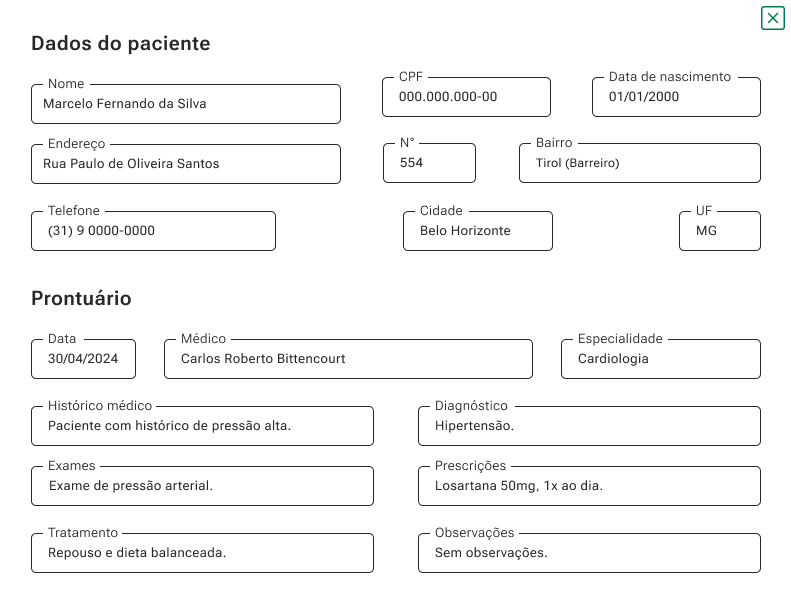 Dados do paciente
Nome
Marcelo Fernando da Silva
CPF
000.000.000-00
Data de nascimento
01/01/2000
Endereço
Rua Paulo de Oliveira Santos
N°
554
Bairro
Tirol (Barreiro)
Telefone
(31) 9 0000-0000
Cidade
Belo Horizonte
UF
MG
Prontuário
Data
30/04/2024
Médico
Carlos Roberto Bittencourt
Especialidade
Cardiologia
Histórico médico
Paciente com histórico de pressão alta.
Diagnóstico
Hipertensão.
Exames
Exame de pressão arterial.
Prescrições
Losartana 50mg, 1x ao dia.
Tratamento
Repouso e dieta balanceada.
Observações
Sem observações.